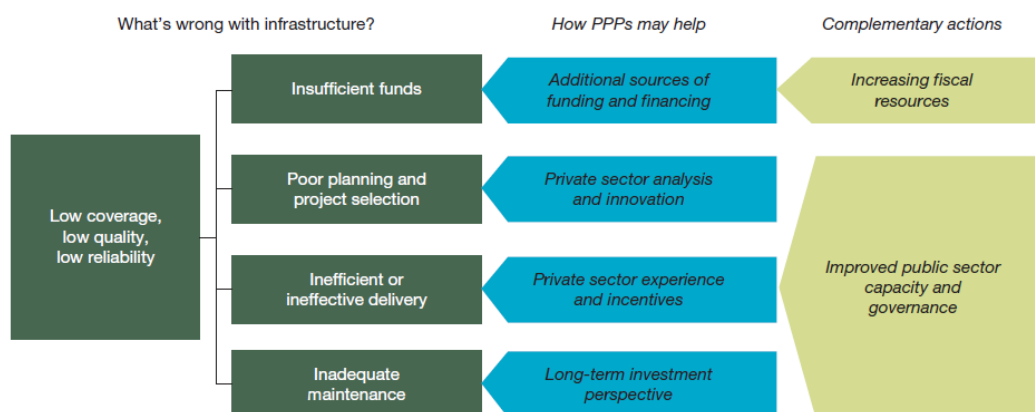 What's wrong with infrastructure?
How PPPs may help
Complementary actions
Low coverage,
low quality,
low reliability
Insufficient funds
Additional sources of
funding and financing
Increasing fiscal
resources
Poor planning and
project selection
Private sector analysis
and innovation
Inefficient or
ineffective delivery
Private sector experience
and incentives
Improved public sector
capacity and
governance
Inadequate
maintenance
Long-term investment
perspective